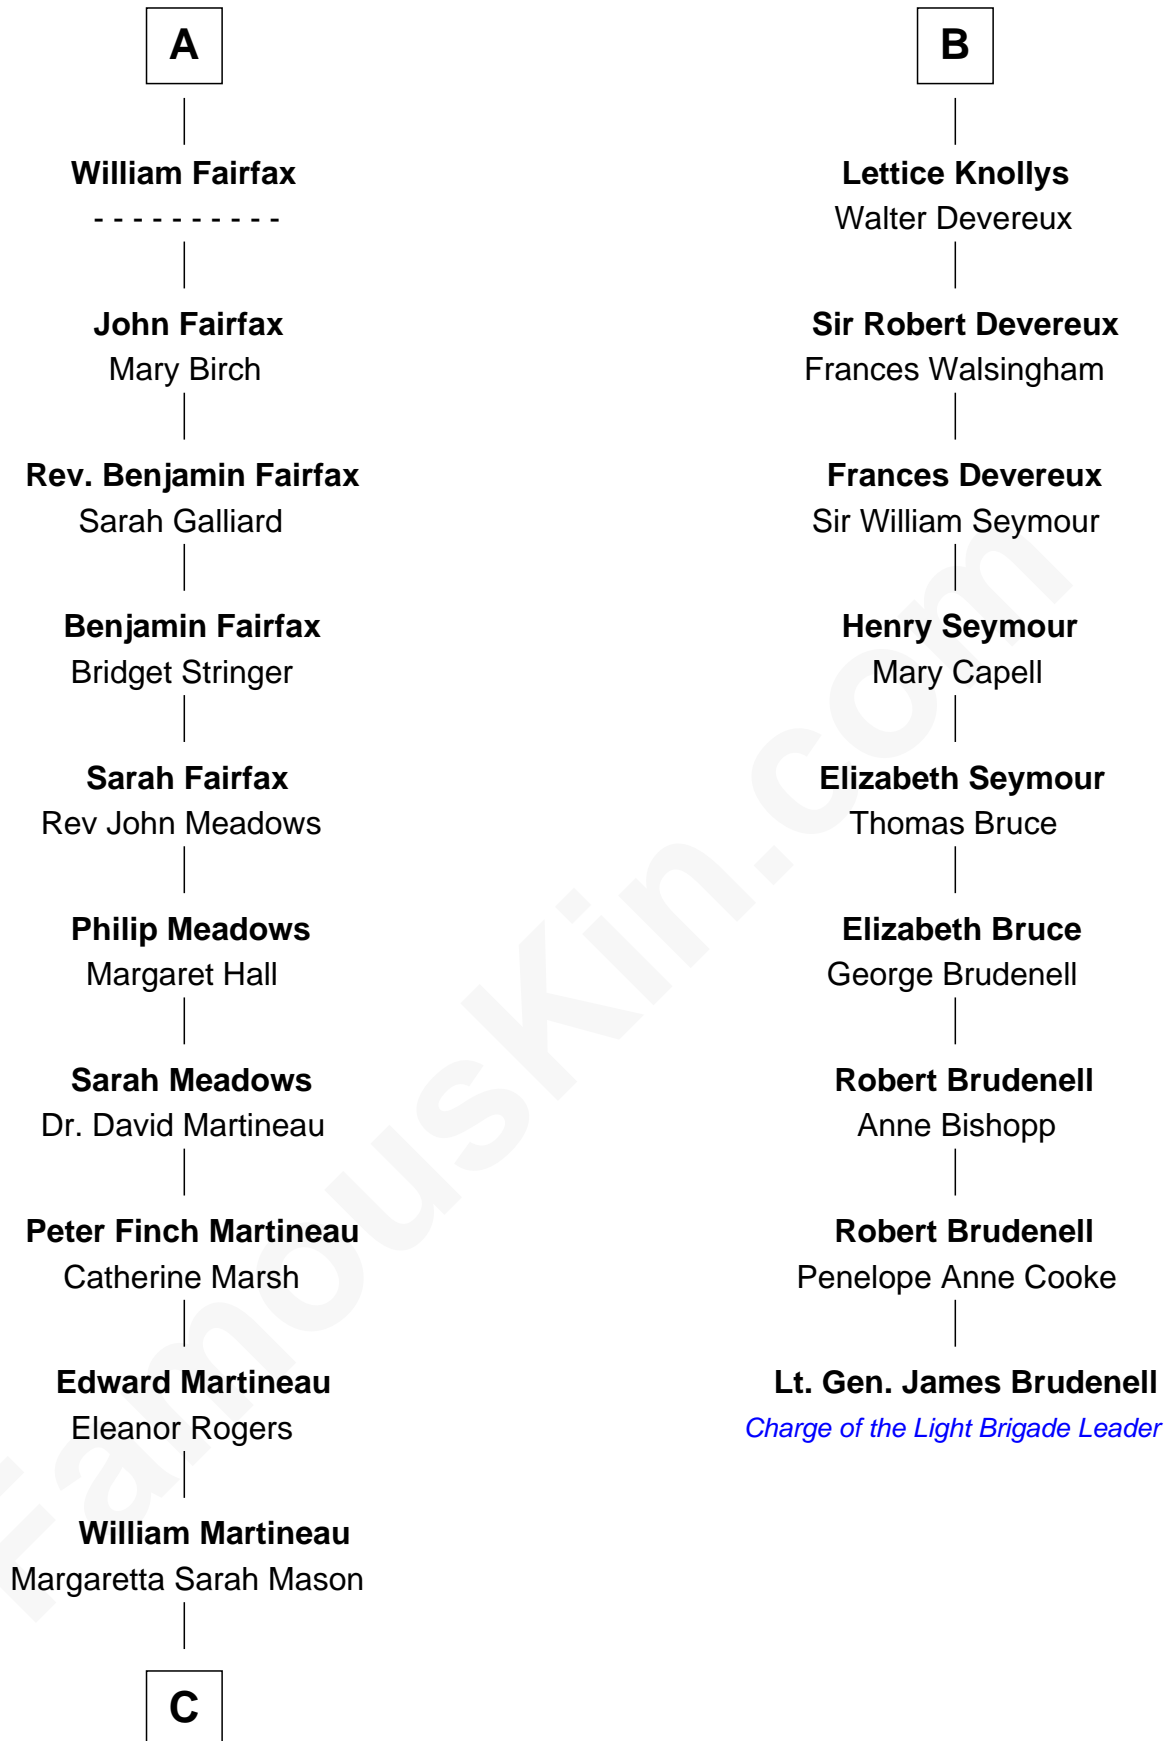 A
William Fairfax
- - - - - - - - - -
John Fairfax
Mary Birch
Rev. Benjamin Fairfax
Sarah Galliard
Benjamin Fairfax
Bridget Stringer
Sarah Fairfax
Rev John Meadows
Philip Meadows
Margaret Hall
Sarah Meadows
Dr. David Martineau
Peter Finch Martineau
Catherine Marsh
Edward Martineau
Eleanor Rogers
William Martineau
Margaretta Sarah Mason
C
B
Lettice Knollys
Walter Devereux
Sir Robert Devereux
Frances Walsingham
Frances Devereux
Sir William Seymour
Henry Seymour
Mary Capell
Elizabeth Seymour
Thomas Bruce
Elizabeth Bruce
George Brudenell
Robert Brudenell
Anne Bishopp
Robert Brudenell
Penelope Anne Cooke
Lt. Gen. James Brudenell
Charge of the Light Brigade Leader
FamousKin.com